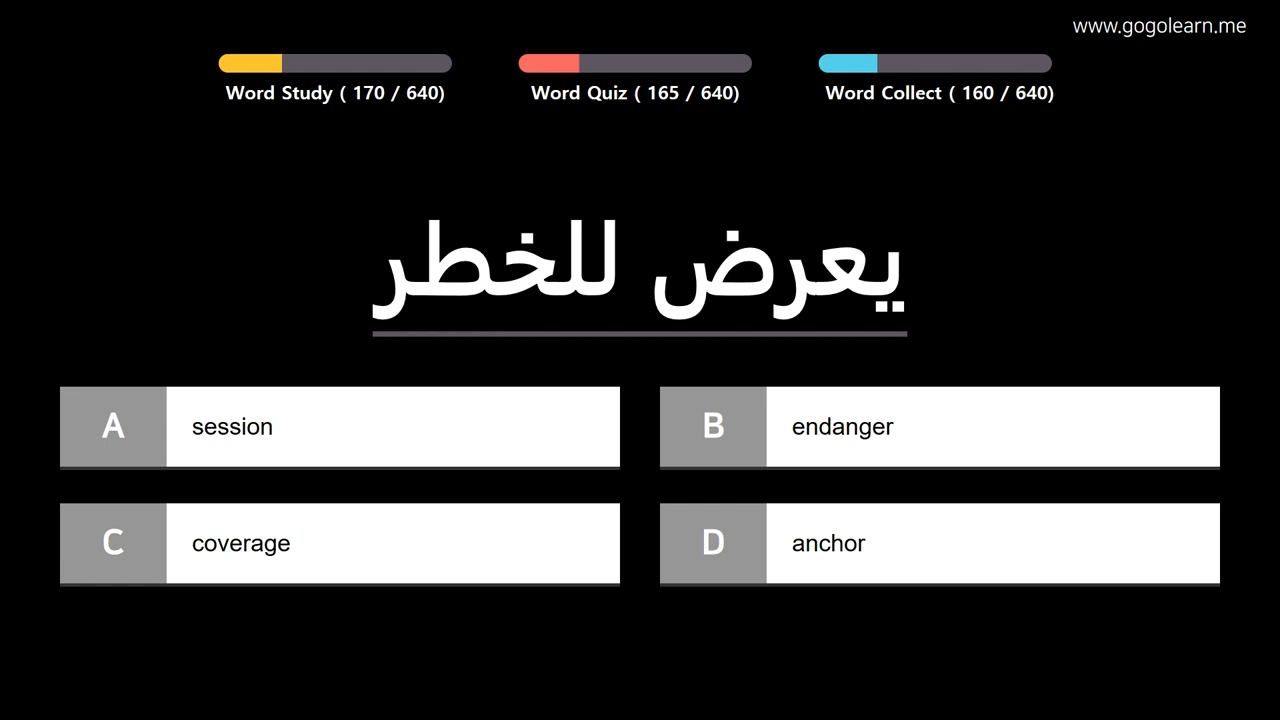 www.gogolearn.me
Word Study ( 170 / 640)
Word Quiz ( 165 / 640)
Word Collect ( 160 / 640)
يعرض للخطر
A session
B endanger
C coverage
D anchor